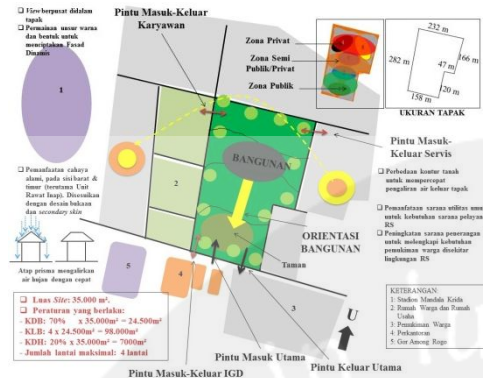 ❑ View berpusat didalam
tapak
❑ Permainan unsur warna
dan bentuk untuk
menciptakan Fasad
Dinamis
1
❑ Pemanfaatan cahaya
alami, pada sisi barat &
timur (terutama Unit
Rawat Inap). Disesuikan
dengan desain bukaan
dan secondary skin
Atap prisma mengalirkan
air hujan dengan cepat
❑ Luas Site: 35.000 m².
❑ Peraturan yang berlaku:
- KDB: 70% x 35.000m² = 24.500m²
- KLB: 4 x 24.500m² = 98.000m²
- KDH: 20% x 35.000m² = 7000m²
- Jumlah lantai maksimal: 4 lantai
Pintu Masuk-Keluar
Karyawan
BANGUNAN
ORIENTASI
BANGUNAN
Taman
2
5
4
3
Pintu Masuk Utama
Pintu Keluar Utama
Pintu Masuk-Keluar IGD
U
Zona Privat
Zona Semi
Publik/Privat
Zona Publik
232 m
166 m
282 m
47 m
120 m
158 m
UKURAN TAPAK
Pintu Masuk-
Keluar Servis
❑ Perbedaan kontur tanah
untuk mempercepat
pengaliran air keluar tapak
❑ Pemanfataan sarana utilitas umum
untuk kebutuhan sarana pelayanan
RS
❑ Peningkatan sarana penerangan
untuk melengkapi kebutuhan
pemukiman warga disekitar
lingkungan RS
KETERANGAN:
1: Stadion Mandala Krida
2: Rumah Warga dan Rumah
Usaha
3: Pemukiman Warga
4: Perkantoran
5: Gor Among Rogo